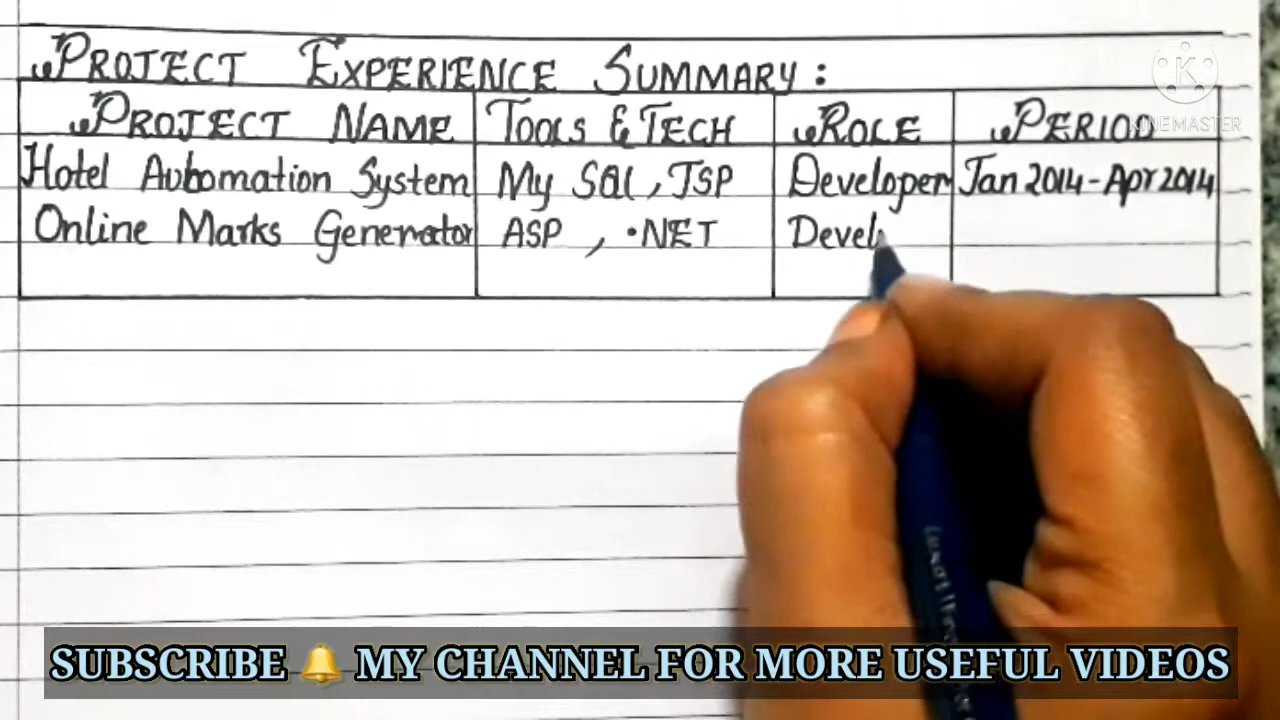 PROJECT EXPERIENCE SUMMARY:
PROJECT NAME TOOLS & TECH ROLE PERIOD
KINEMASTER
Hotel Automation System My SQL, JSP Developer Jan 2014 - Apr 2014
Online Marks Generator ASP, .NET Devel
SUBSCRIBE 🔔 MY CHANNEL FOR MORE USEFUL VIDEOS